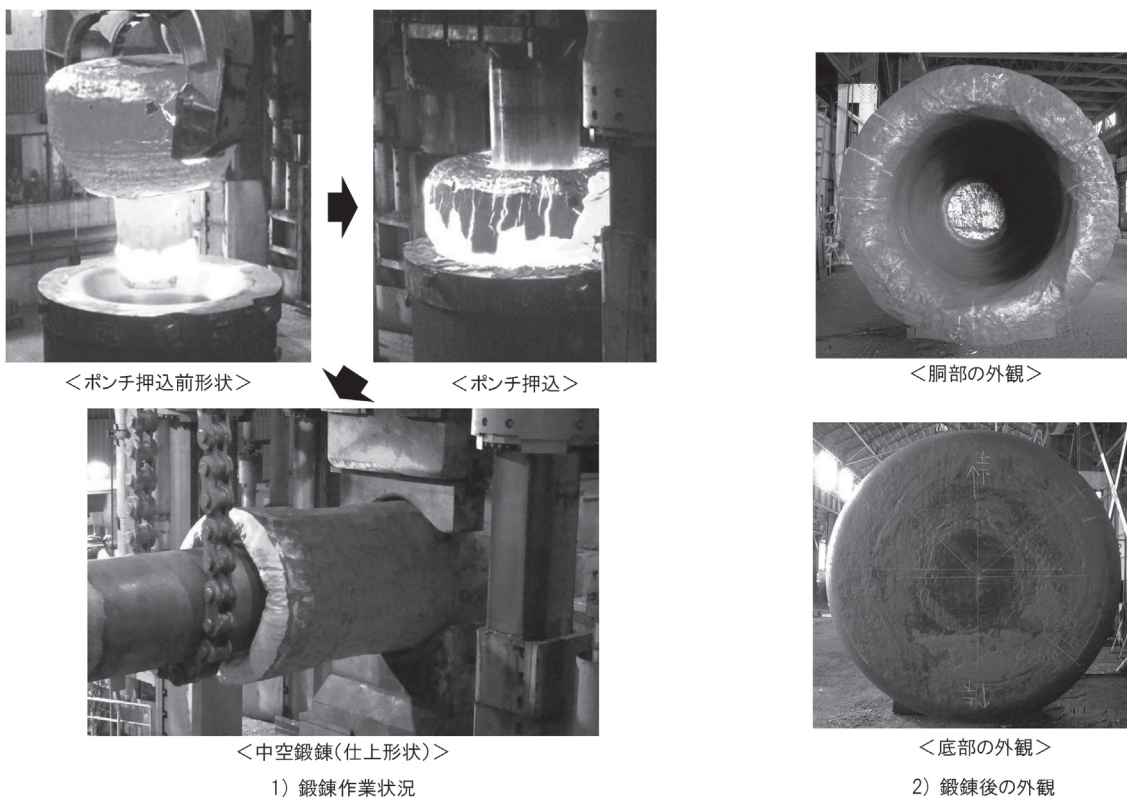 ＜ポンチ押込前形状＞
＜ポンチ押込＞
＜中空鍛錬(仕上形状)＞
1) 鍛錬作業状況
＜胴部の外観＞
＜底部の外観＞
2) 鍛錬後の外観